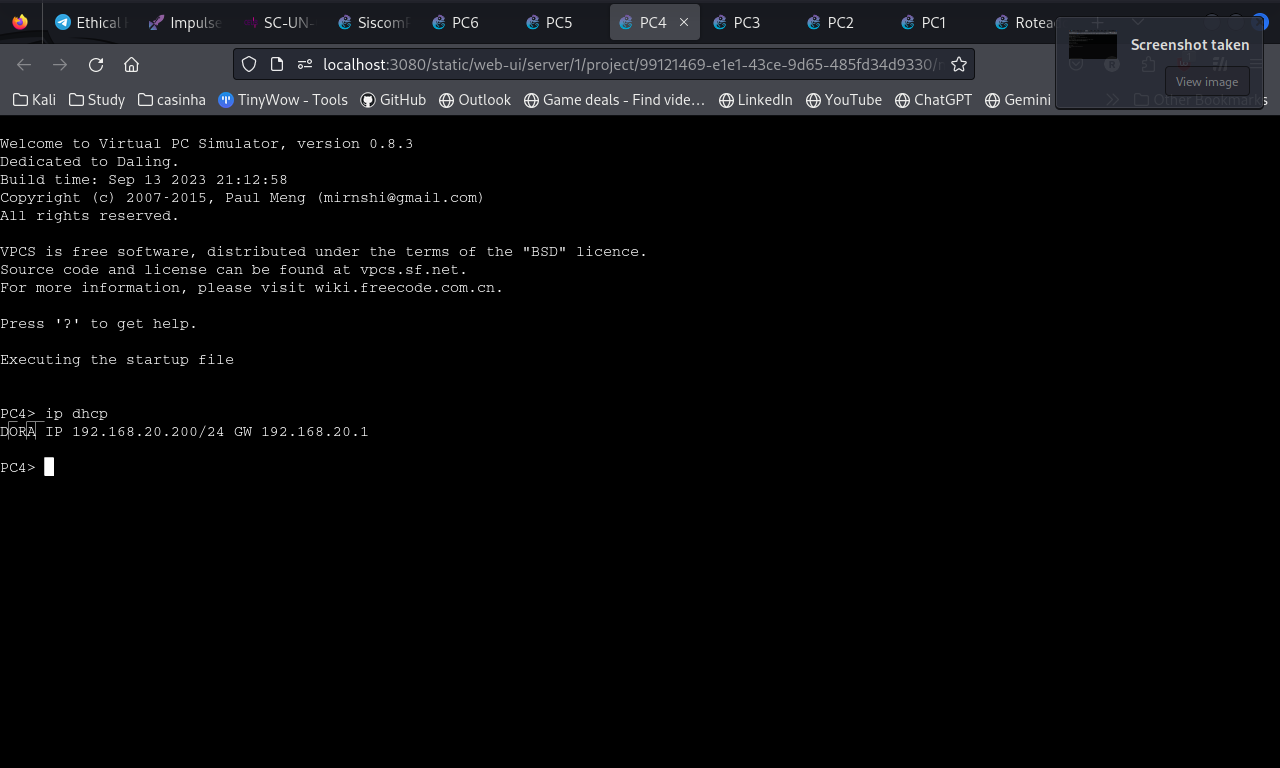 Ethical
Impulse
SC-UN-
Siscom
PC6
PC5
PC4
PC3
PC2
PC1
Rotea
Screenshot taken
View image
localhost:3080/static/web-ui/server/1/project/99121469-e1e1-43ce-9d65-485fd34d9330/
Kali
Study
casinha
TinyWow - Tools
GitHub
Outlook
Game deals - Find vide…
LinkedIn
YouTube
ChatGPT
Gemini
Other Bookmarks
Welcome to Virtual PC Simulator, version 0.8.3
Dedicated to Daling.
Build time: Sep 13 2023 21:12:58
Copyright (c) 2007-2015, Paul Meng (mirnshi@gmail.com)
All rights reserved.
VPCS is free software, distributed under the terms of the "BSD" licence.
Source code and license can be found at vpcs.sf.net.
For more information, please visit wiki.freecode.com.cn.
Press '?' to get help.
Executing the startup file
PC4> ip dhcp
DORA IP 192.168.20.200/24 GW 192.168.20.1
PC4>